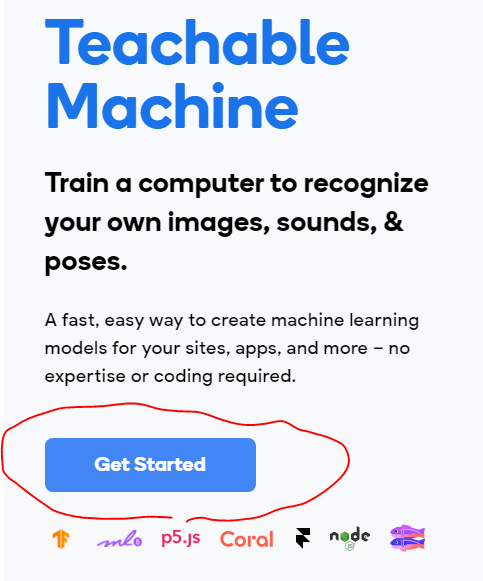 Teachable
Machine
Train a computer to recognize
your own images, sounds, &
poses.
A fast, easy way to create machine learning
models for your sites, apps, and more – no
expertise or coding required.
Get Started
ml5 p5.js Coral node
JS